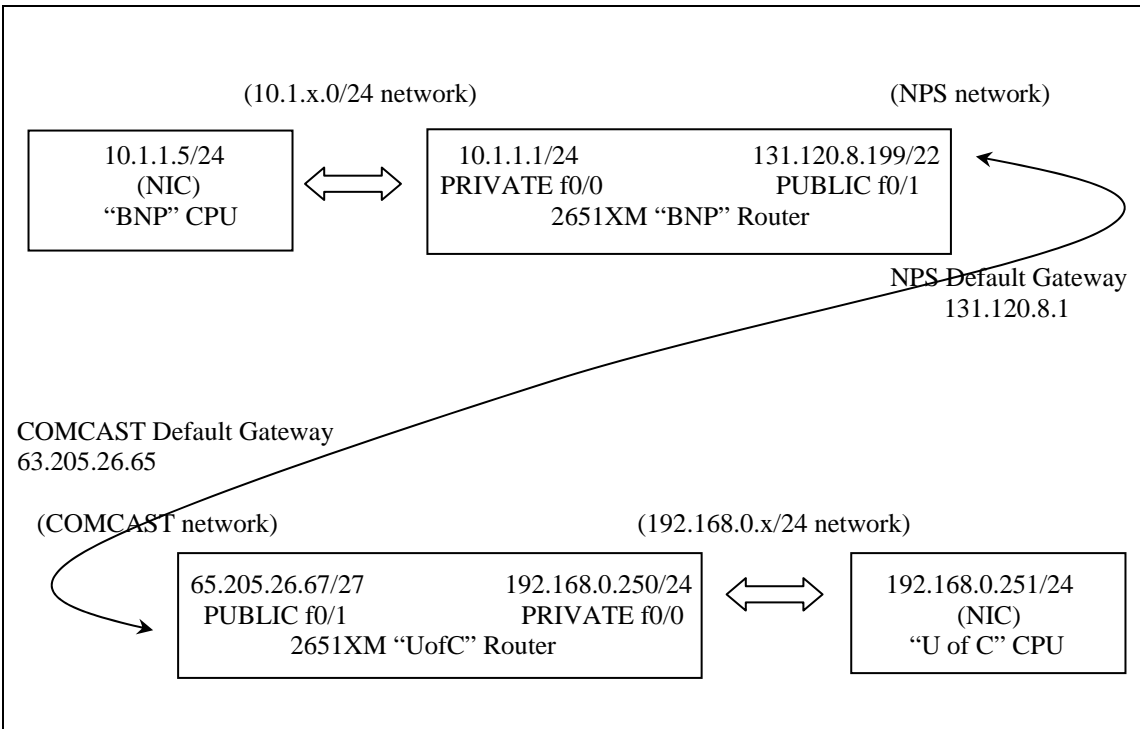 (10.1.x.0/24 network)
(NPS network)
10.1.1.5/24
(NIC)
“BNP” CPU
10.1.1.1/24 131.120.8.199/22
PRIVATE f0/0 PUBLIC f0/1
2651XM “BNP” Router
NPS Default Gateway
131.120.8.1
COMCAST Default Gateway
63.205.26.65
(COMCAST network)
(192.168.0.x/24 network)
65.205.26.67/27 192.168.0.250/24
PUBLIC f0/1 PRIVATE f0/0
2651XM “UofC” Router
192.168.0.251/24
(NIC)
“U of C” CPU